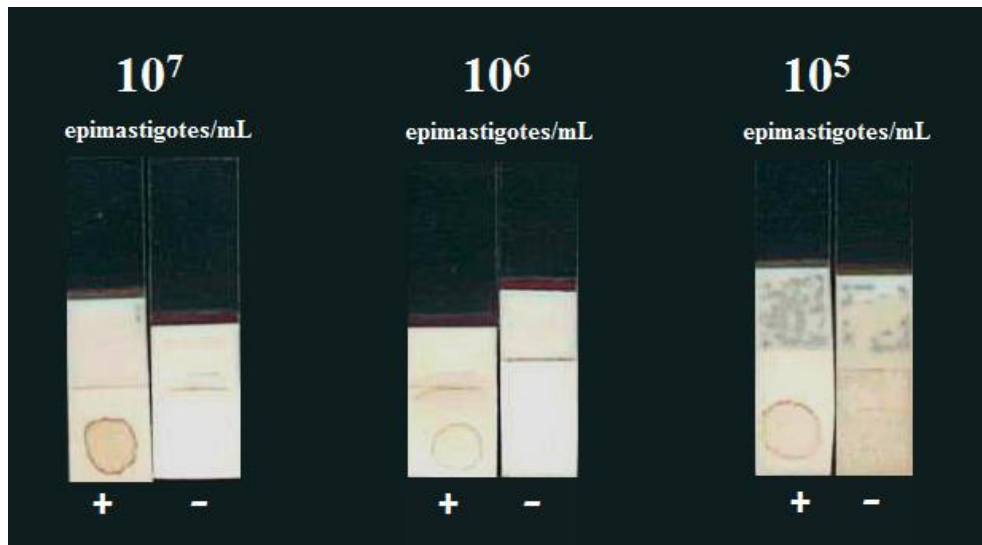 10⁷ 10⁶ 10⁵
epimastigotes/mL epimastigotes/mL epimastigotes/mL
+ - + - + -